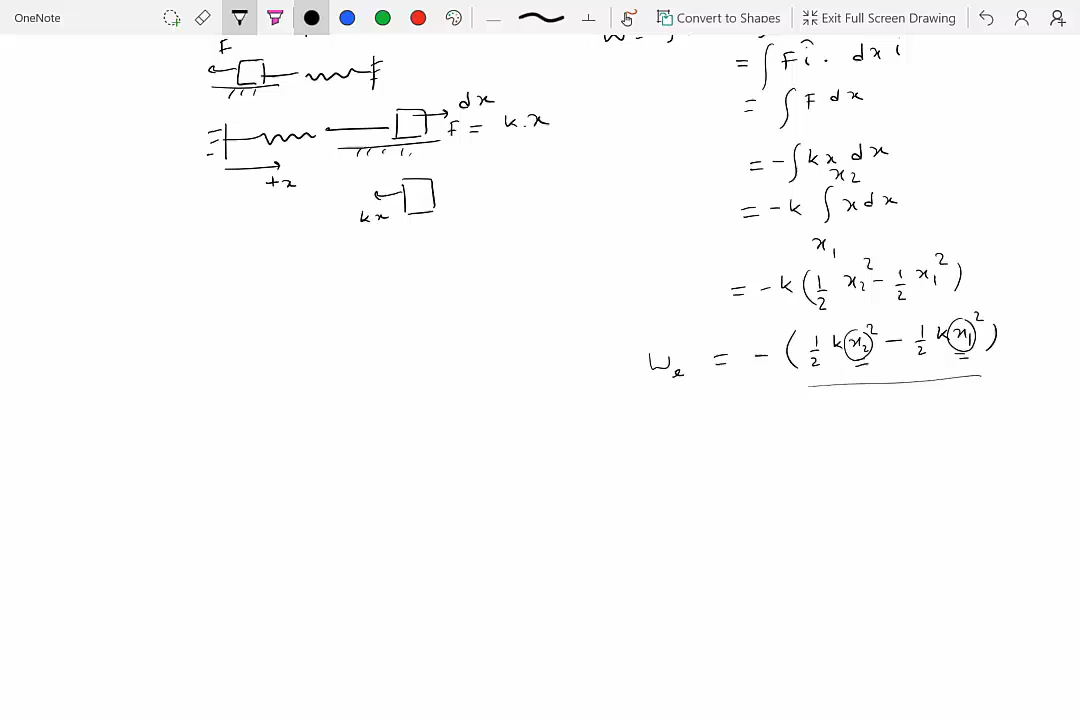 OneNote
Convert to Shapes
Exit Full Screen Drawing
F
dx
F = k.x
+x
kx
= ∫ F î . dx i
= ∫ F dx
= -∫ kx dx
= -k ∫ x dx
x2
x1
= -k (1/2 x2² - 1/2 x1²)
We = - (1/2 k x2² - 1/2 k x1²)